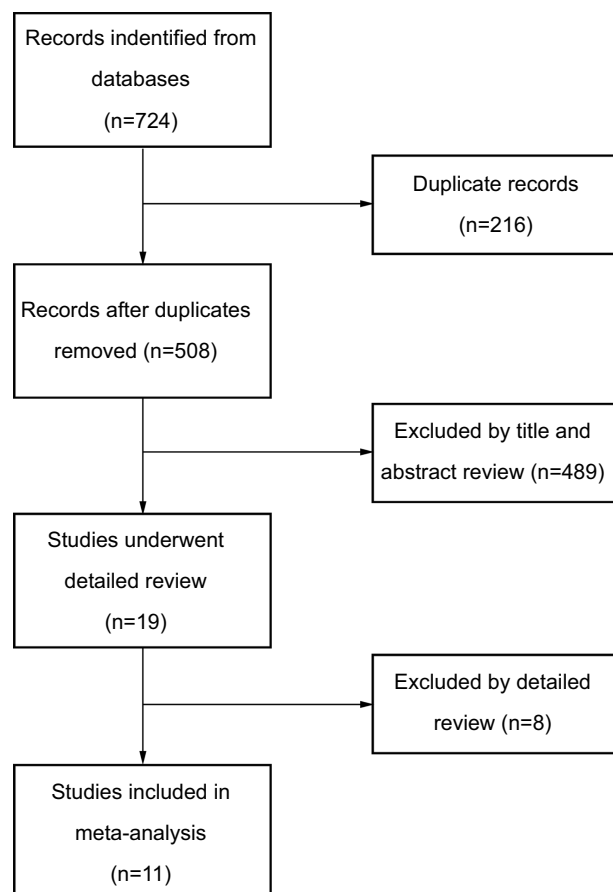 Records indentified from
databases
(n=724)
Duplicate records
(n=216)
Records after duplicates
removed (n=508)
Excluded by title and
abstract review (n=489)
Studies underwent
detailed review
(n=19)
Excluded by detailed
review (n=8)
Studies included in
meta-analysis
(n=11)